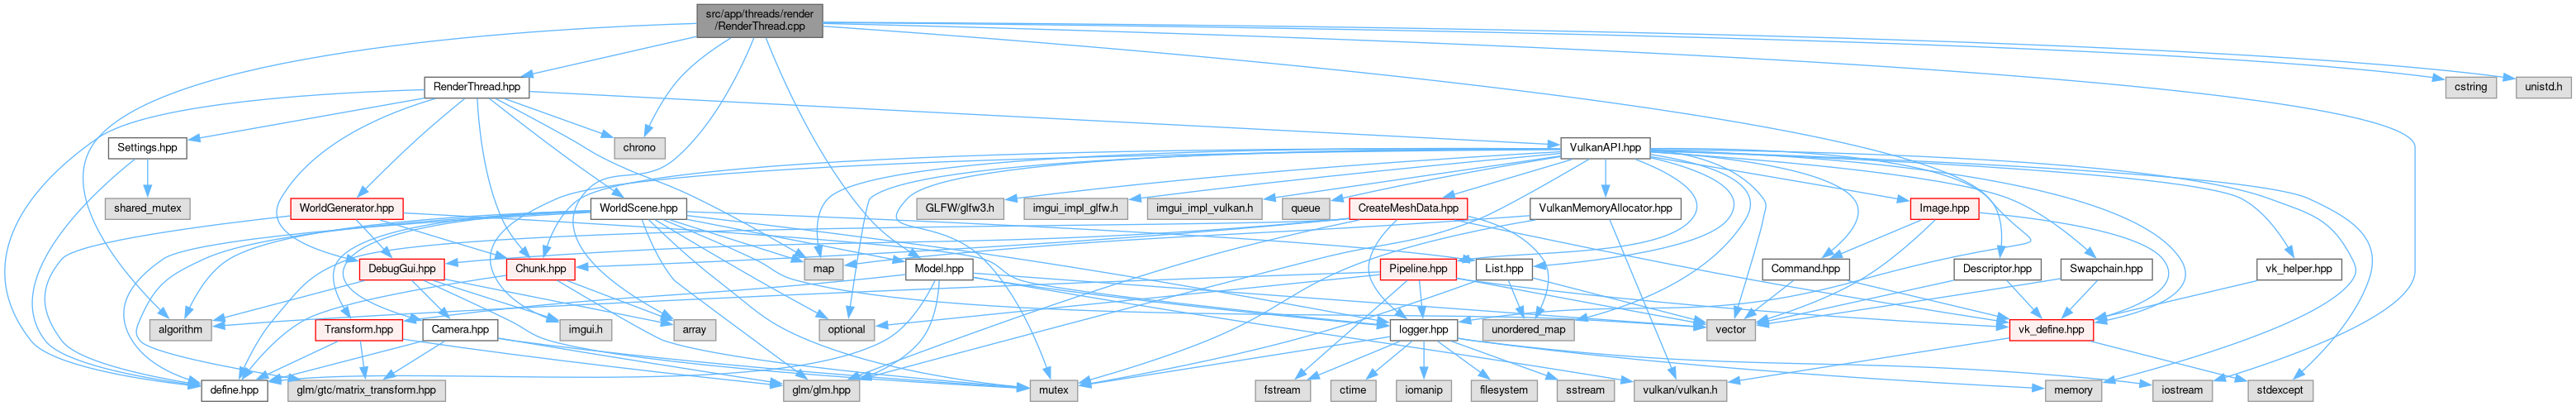 src/app/threads/render
/RenderThread.cpp
RenderThread.hpp
cstring
unistd.h
Settings.hpp
chrono
VulkanAPI.hpp
shared_mutex
WorldGenerator.hpp
WorldScene.hpp
GLFW/glfw3.h
imgui_impl_glfw.h
imgui_impl_vulkan.h
queue
CreateMeshData.hpp
VulkanMemoryAllocator.hpp
Image.hpp
DebugGui.hpp
Chunk.hpp
map
Model.hpp
Pipeline.hpp
List.hpp
Command.hpp
Descriptor.hpp
Swapchain.hpp
vk_helper.hpp
algorithm
Transform.hpp
Camera.hpp
imgui.h
array
optional
logger.hpp
unordered_map
vector
vk_define.hpp
define.hpp
glm/gtc/matrix_transform.hpp
glm/glm.hpp
mutex
fstream
ctime
iomanip
filesystem
sstream
vulkan/vulkan.h
memory
iostream
stdexcept